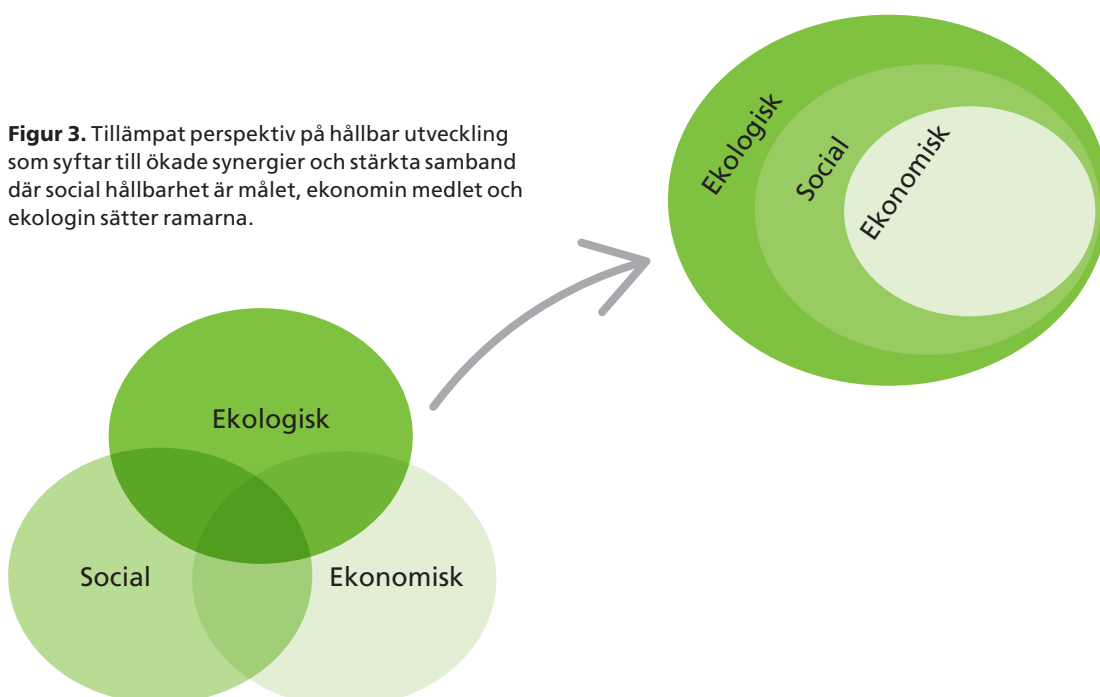 Figur 3. Tillämpat perspektiv på hållbar utveckling
som syftar till ökade synergier och stärkta samband
där social hållbarhet är målet, ekonomin medlet och
ekologin sätter ramarna.
Ekologisk
Social
Ekonomisk
Ekologisk
Social
Ekonomisk